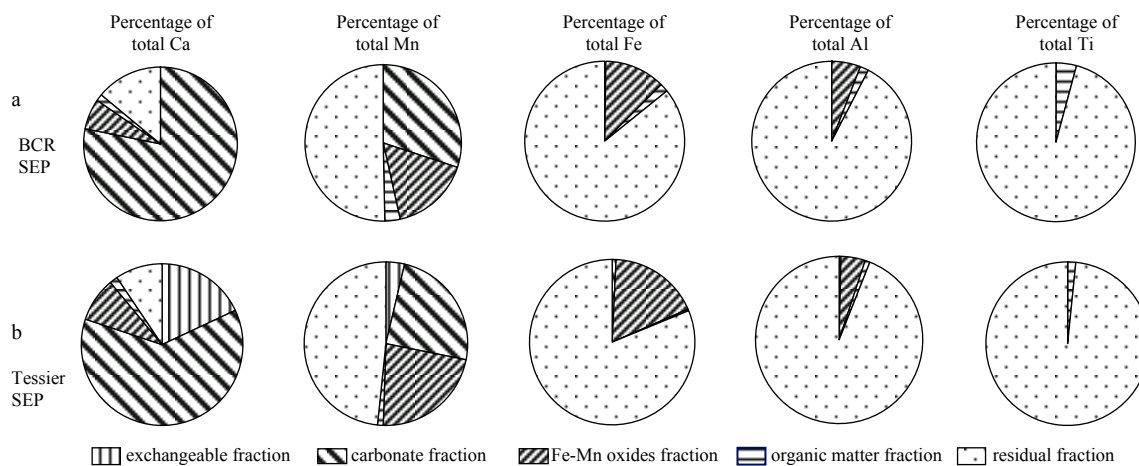 Percentage of
total Ca
Percentage of
total Mn
Percentage of
total Fe
Percentage of
total Al
Percentage of
total Ti
a
BCR
SEP
b
Tessier
SEP
exchangeable fraction
carbonate fraction
Fe-Mn oxides fraction
organic matter fraction
residual fraction